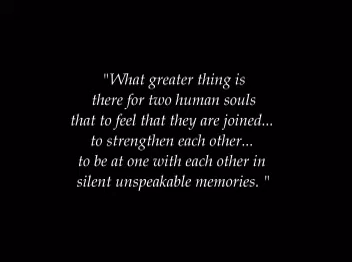 "What greater thing is
there for two human souls
that to feel that they are joined...
to strengthen each other...
to be at one with each other in
silent unspeakable memories. "